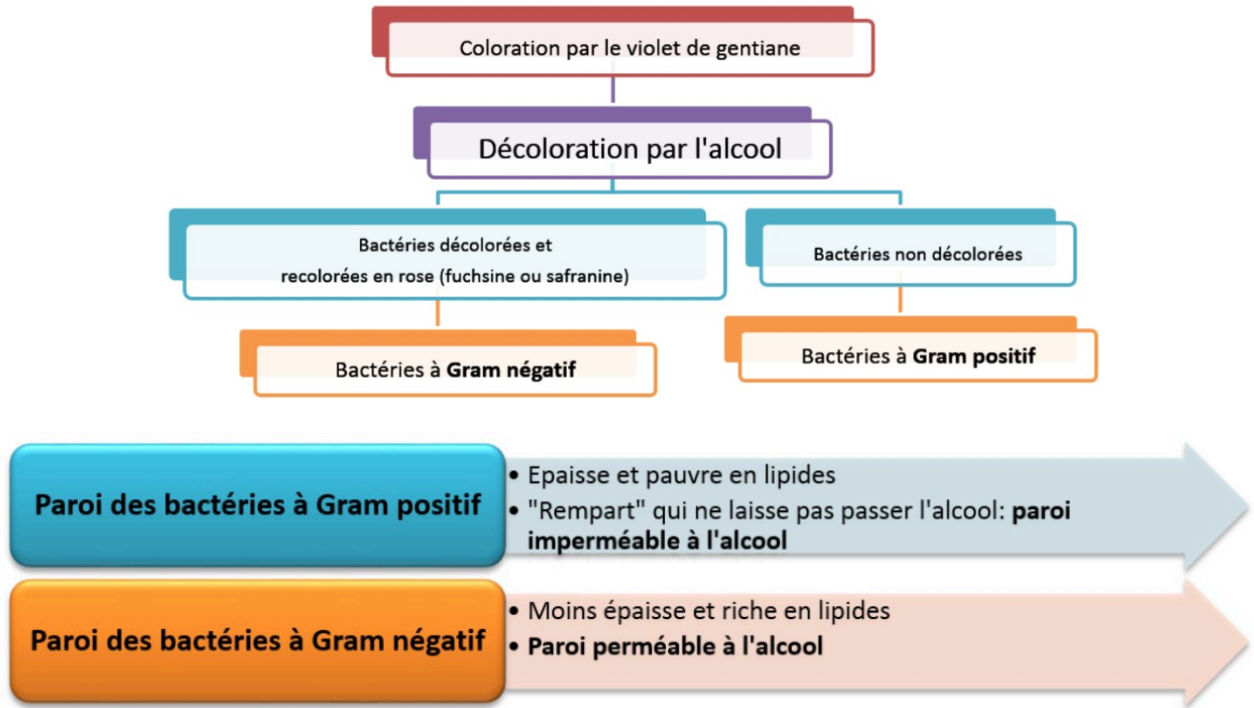 Coloration par le violet de gentiane
Décoloration par l'alcool
Bactéries décolorées et
recolorées en rose (fuchsine ou safranine)
Bactéries non décolorées
Bactéries à Gram négatif
Bactéries à Gram positif
Paroi des bactéries à Gram positif
• Epaisse et pauvre en lipides
• "Rempart" qui ne laisse pas passer l'alcool: paroi
imperméable à l'alcool
Paroi des bactéries à Gram négatif
• Moins épaisse et riche en lipides
• Paroi perméable à l'alcool